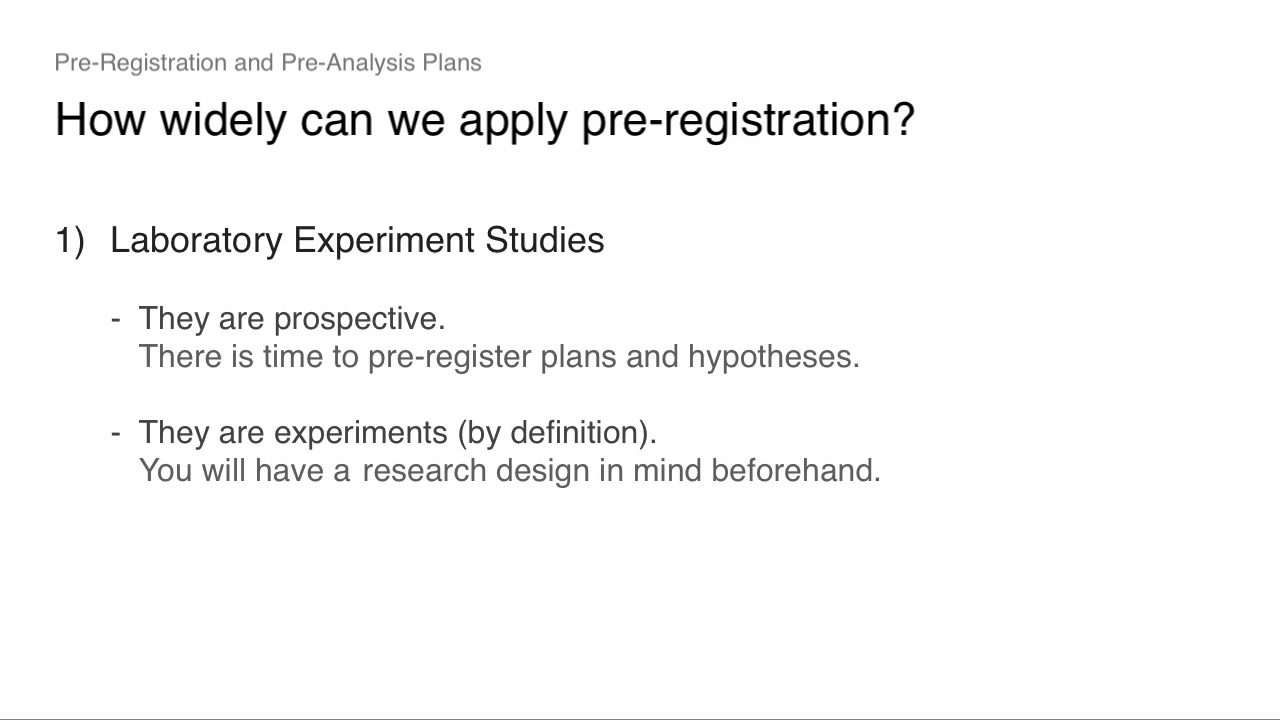 Pre-Registration and Pre-Analysis Plans
How widely can we apply pre-registration?
1) Laboratory Experiment Studies
- They are prospective.
There is time to pre-register plans and hypotheses.
- They are experiments (by definition).
You will have a research design in mind beforehand.